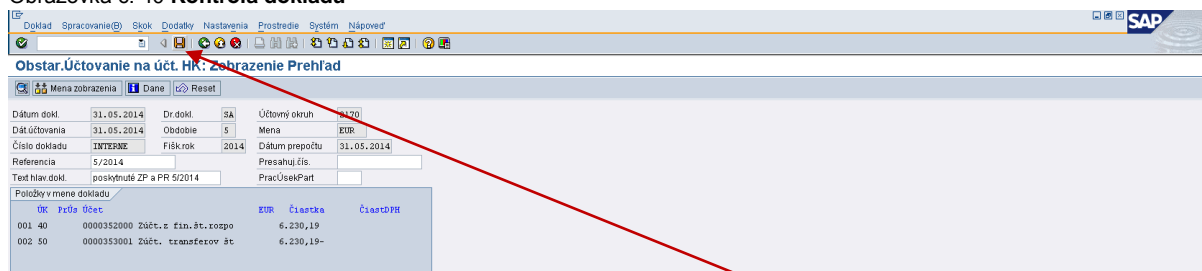 Obrazovka č. 40 Kontrola dokladu
Doklad Spracovanie(B) Skok Dodatky Nastavenia Prostredie Systém Nápoveď
SAP
Obstar.Účtovanie na účt. HK: Zobrazenie Prehľad
Mena zobrazenia Dane Reset
Dátum dokl. 31.05.2014 Dr.dokl. SA Účtovný okruh 2170
Dát.účtovania 31.05.2014 Obdobie 5 Mena EUR
Číslo dokladu INTERNE Fišk.rok 2014 Dátum prepočtu 31.05.2014
Referencia 5/2014 Presahuj.čís.
Text hlav.dokl. poskytnuté ZP a PR 5/2014 PracÚsekPart
Položky v mene dokladu
ÚK PrÚs Účet EUR Čiastka ČiastDPH
001 40 0000352000 Zúčt.z fin.št.rozpo 6.230,19
002 50 0000353001 Zúčt. transferov št 6.230,19-